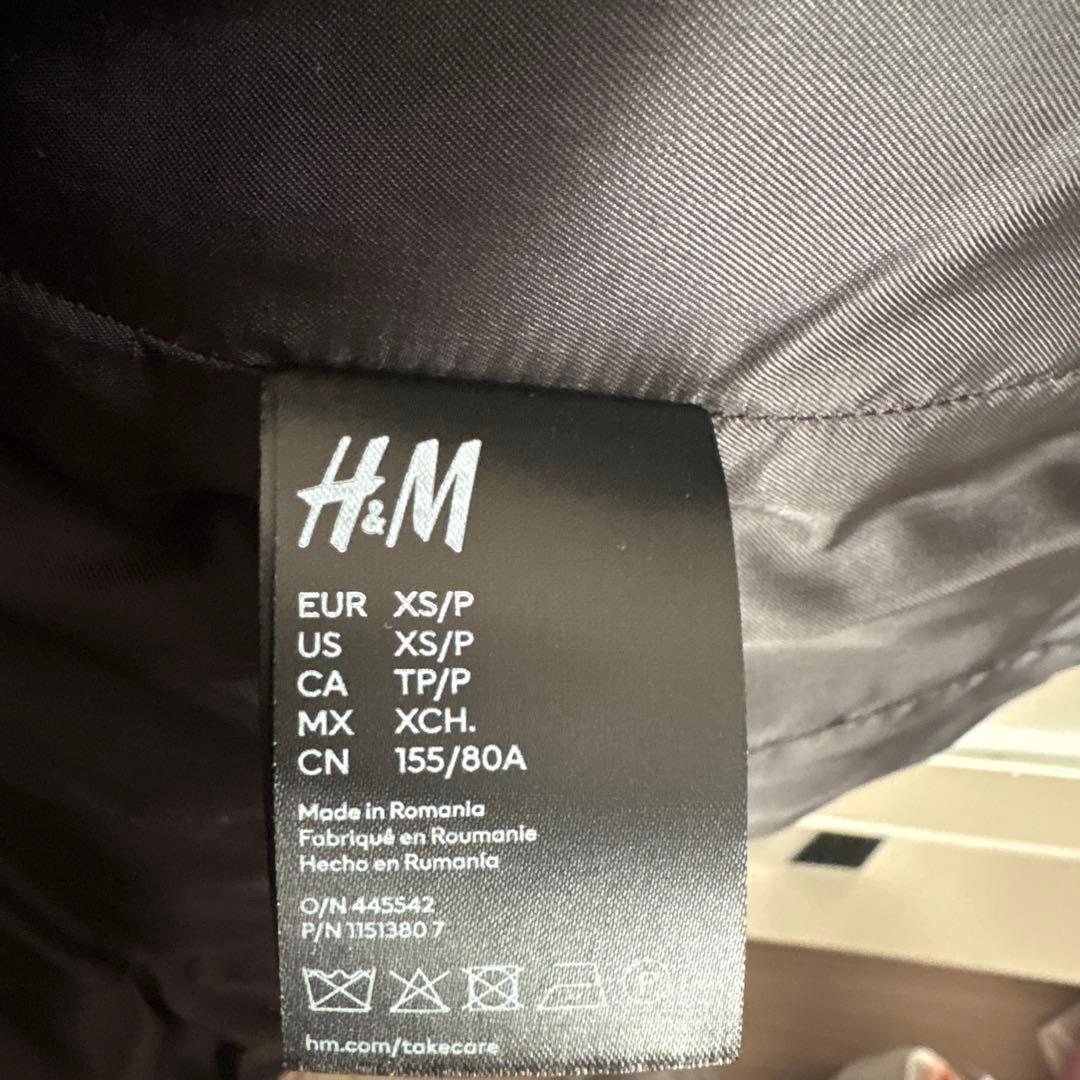 H&M
EUR XS/P
US XS/P
CA TP/P
MX XCH.
CN 155/80A
Made in Romania
Fabriqué en Roumanie
Hecho en Rumanía
O/N 445542
P/N 1151380 7
P
hm.com/takecare